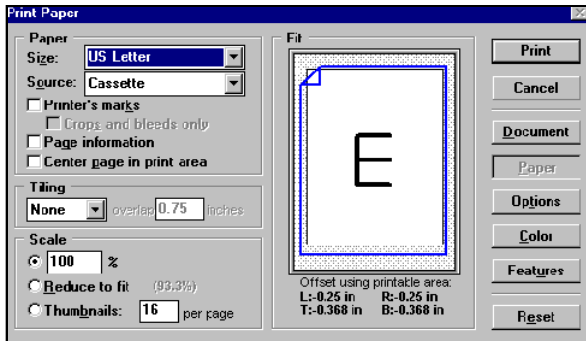 Print Paper
Paper
Size: US Letter
Source: Cassette
Printer's marks
Crops and bleeds only
Page information
Center page in print area
Tiling
None overlap 0.75 inches
Scale
100 %
Reduce to fit (93.3%)
Thumbnails: 16 per page
Fit
E
Offset using printable area:
L:-0.25 in R:-0.25 in
T:-0.368 in B:-0.368 in
Print
Cancel
Document
Paper
Options
Color
Features
Reset